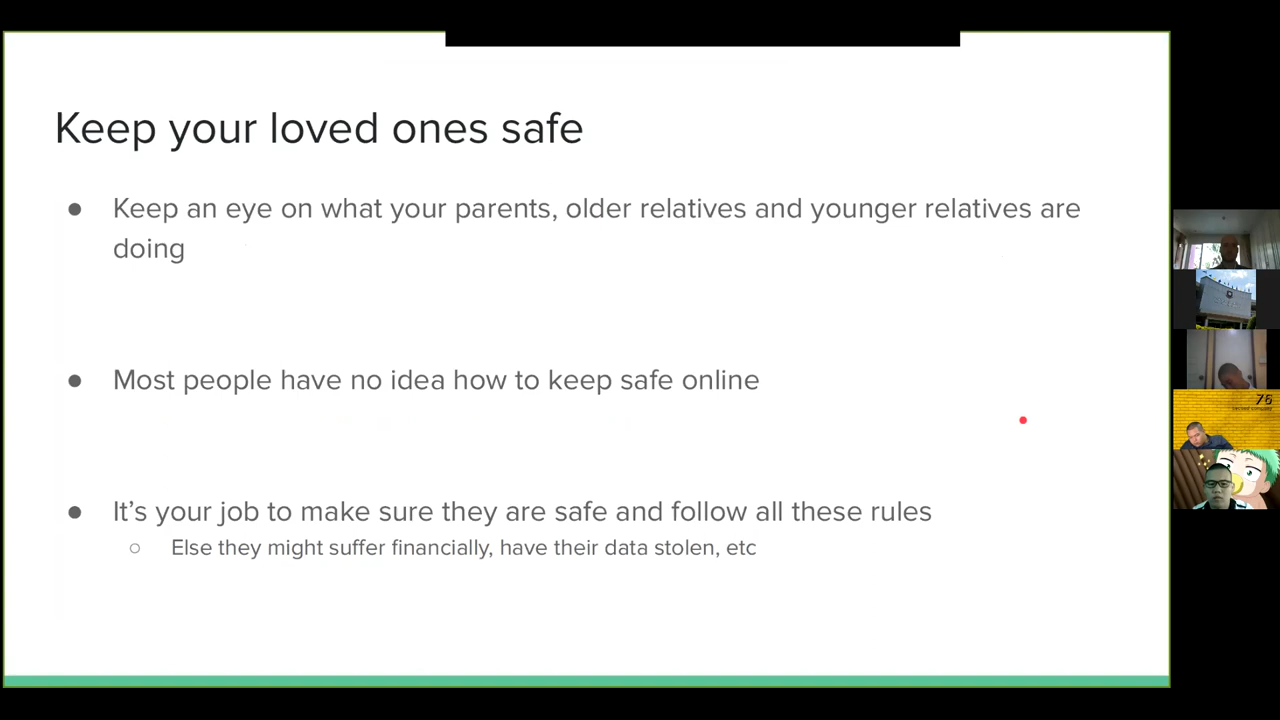 Keep your loved ones safe
● Keep an eye on what your parents, older relatives and younger relatives are
doing
● Most people have no idea how to keep safe online
● It’s your job to make sure they are safe and follow all these rules
○ Else they might suffer financially, have their data stolen, etc
76